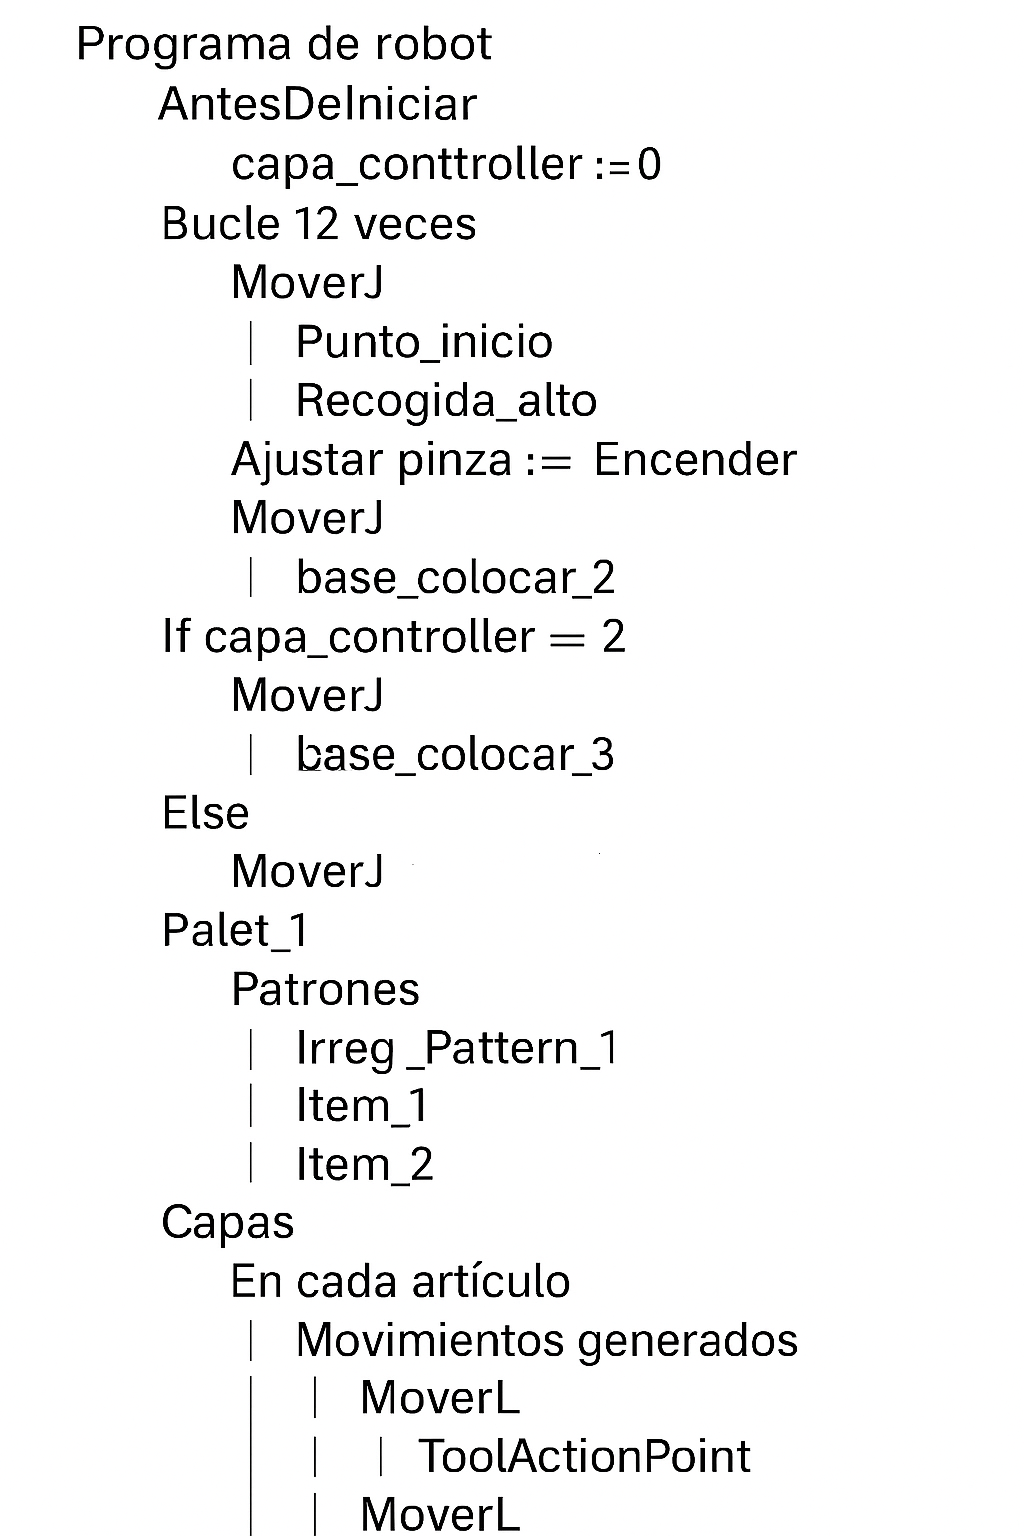 Programa de robot
AntesDeIniciar
capa_conttroller :=0
Bucle 12 veces
MoverJ
Punto_inicio
Recogida_alto
Ajustar pinza := Encender
MoverJ
base_colocar_2
If capa_controller = 2
MoverJ
base_colocar_3
Else
MoverJ
Palet_1
Patrones
Irreg _Pattern_1
Item_1
Item_2
Capas
En cada artículo
Movimientos generados
MoverL
ToolActionPoint
MoverL